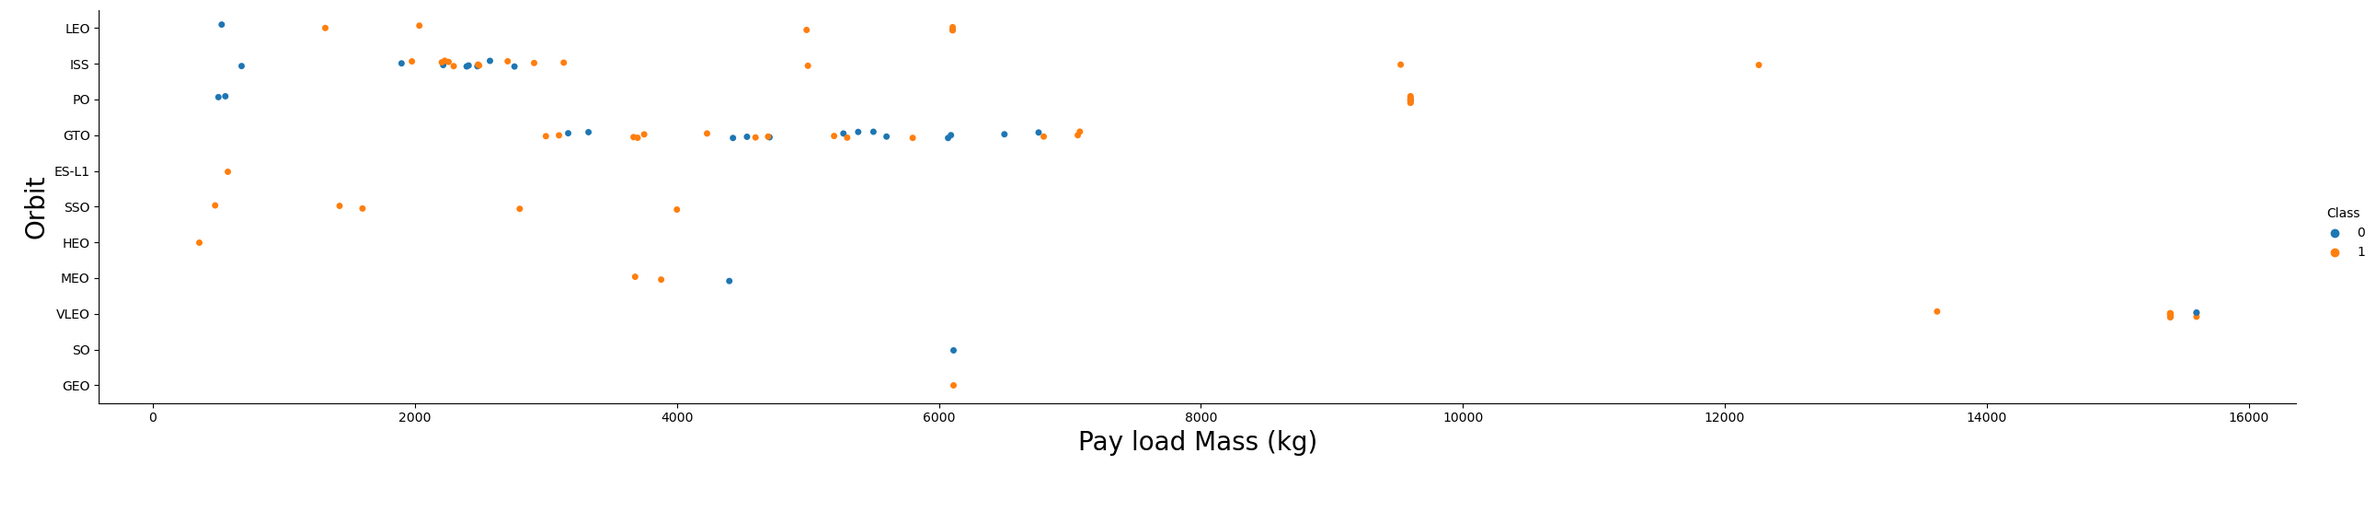 LEO
ISS
PO
GTO
ES-L1
SSO
HEO
MEO
VLEO
SO
GEO
Orbit
0 2000 4000 6000 8000 10000 12000 14000 16000
Pay load Mass (kg)
Class
0
1